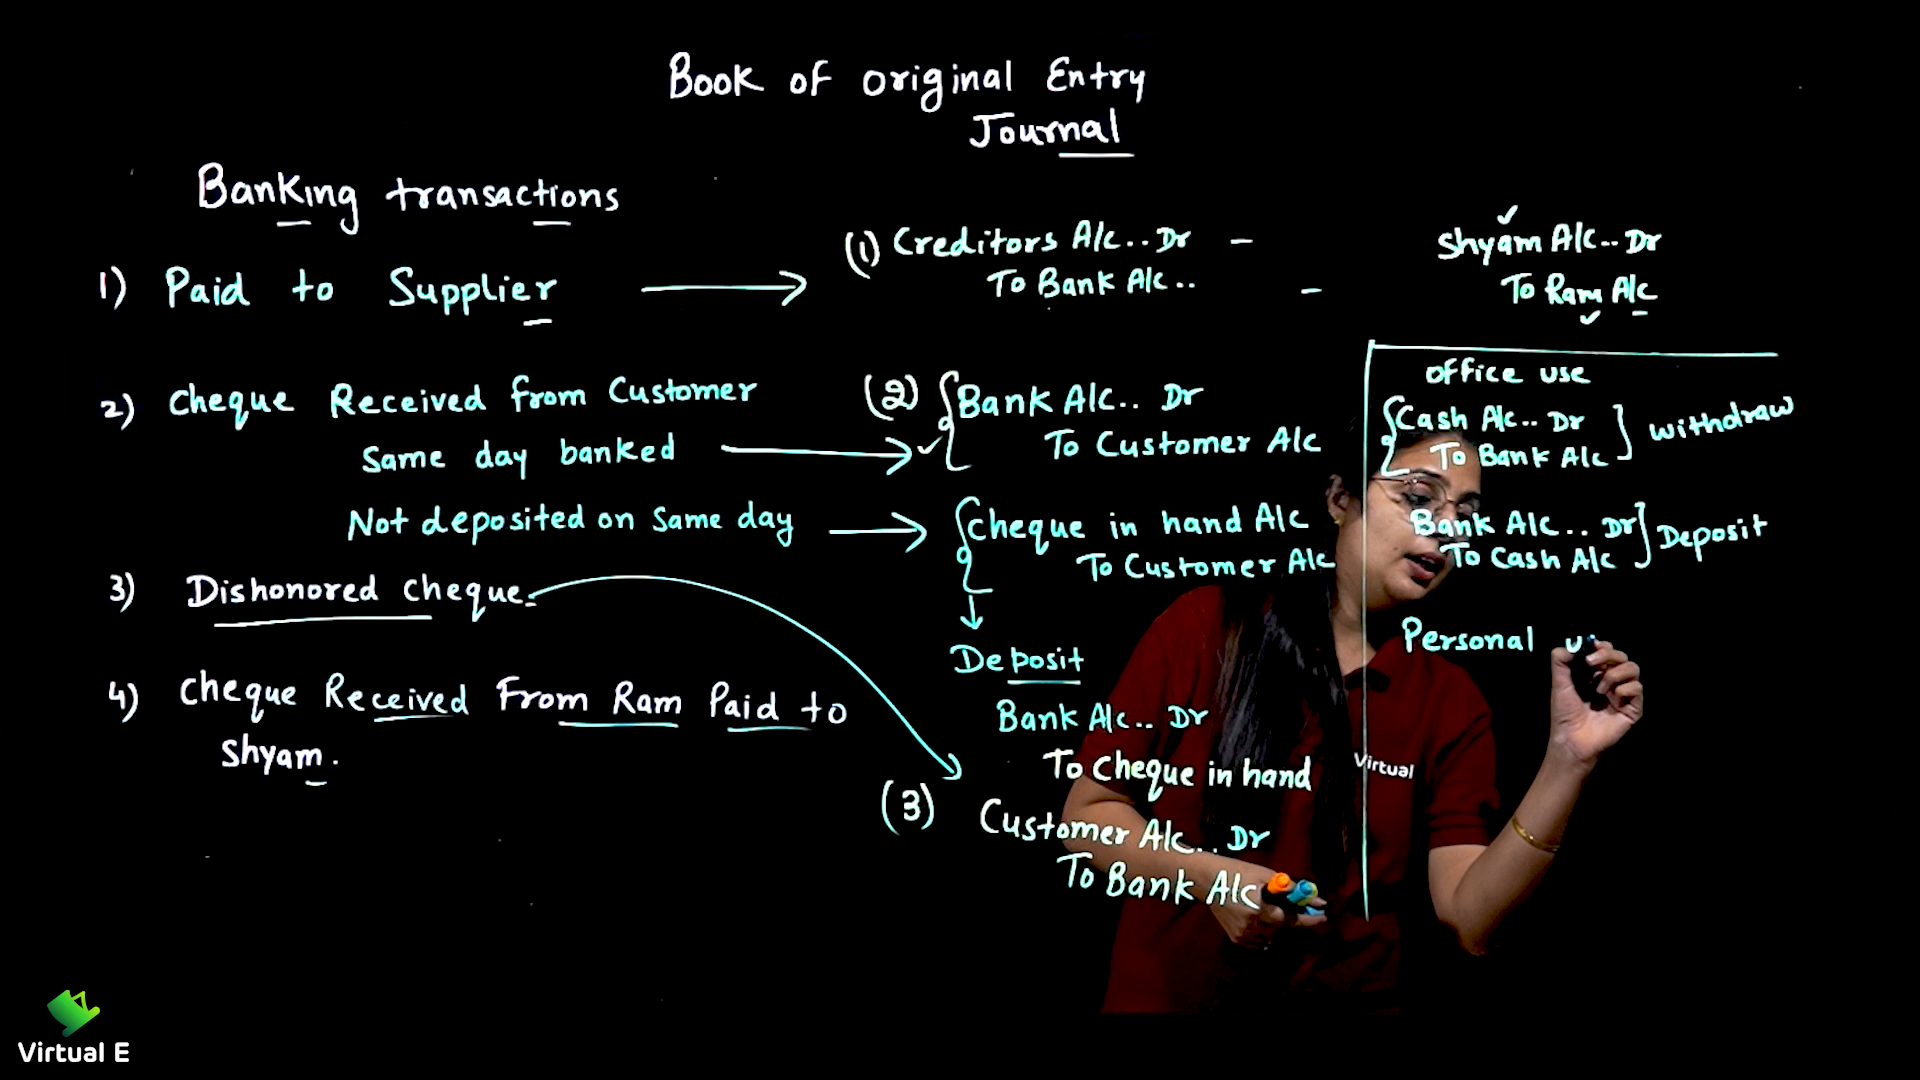 Book of original Entry
Journal
Banking transactions
1) Paid to Supplier
(1) Creditors A/c.. Dr -
To Bank A/c.. -
Shyam A/c.. Dr
To Ram A/c
2) Cheque Received from Customer
Same day banked
(2) Bank A/c.. Dr
To Customer A/c
Not deposited on Same day
Cheque in hand A/c
To Customer A/c
Deposit
Bank A/c.. Dr
To Cheque in hand
3) Dishonored cheque
(3) Customer A/c.. Dr
To Bank A/c
4) Cheque Received From Ram Paid to
Shyam.
office use
Cash A/c.. Dr
To Bank A/c
withdraw
Bank A/c.. Dr
To Cash A/c
Deposit
Personal
Virtual
Virtual E